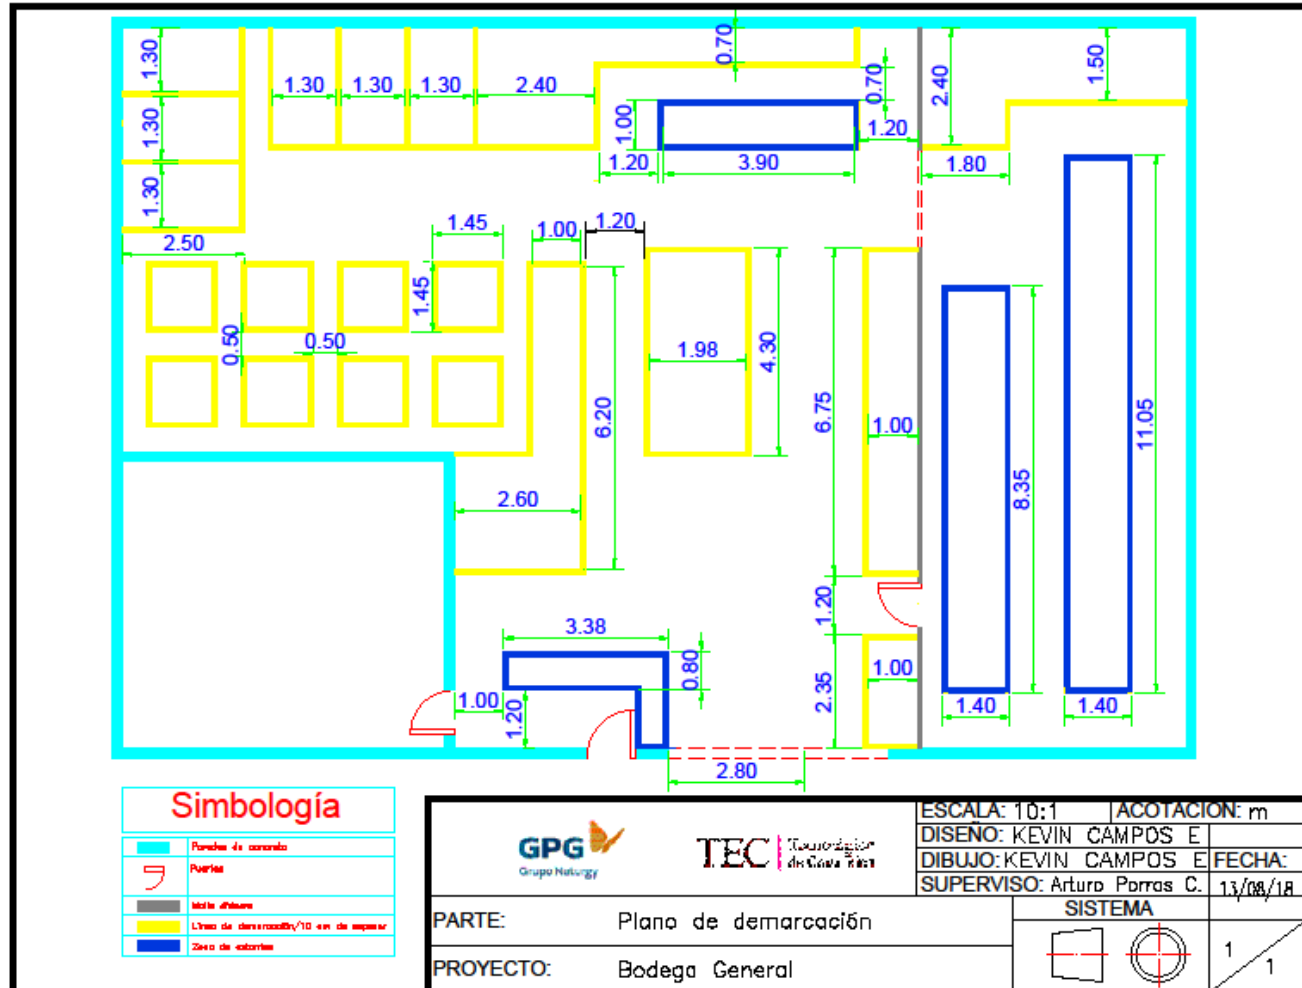 0.70
1.30
1.30
1.30
1.30
1.30
1.30
2.40
0.70
2.40
1.50
1.00
1.20
1.20
3.90
1.80
2.50
1.45
1.00
1.20
1.45
0.50
0.50
1.98
4.30
6.20
6.75
1.00
11.05
8.35
2.60
1.20
3.38
0.80
1.00
1.20
2.35
1.00
1.40
1.40
2.80
Simbología
Paredes de concreto
Puertas
Línea de demarcación/10 cm de espesor
Zona de estantes
GPG
Grupo Naturgy
TEC | Tecnológico
de Costa Rica
ESCALA: 10:1 ACOTACION: m
DISEÑO: KEVIN CAMPOS E
DIBUJO: KEVIN CAMPOS E FECHA:
SUPERVISO: Arturo Porras C. 13/08/18
PARTE: Plano de demarcación
SISTEMA
PROYECTO: Bodega General
1/1